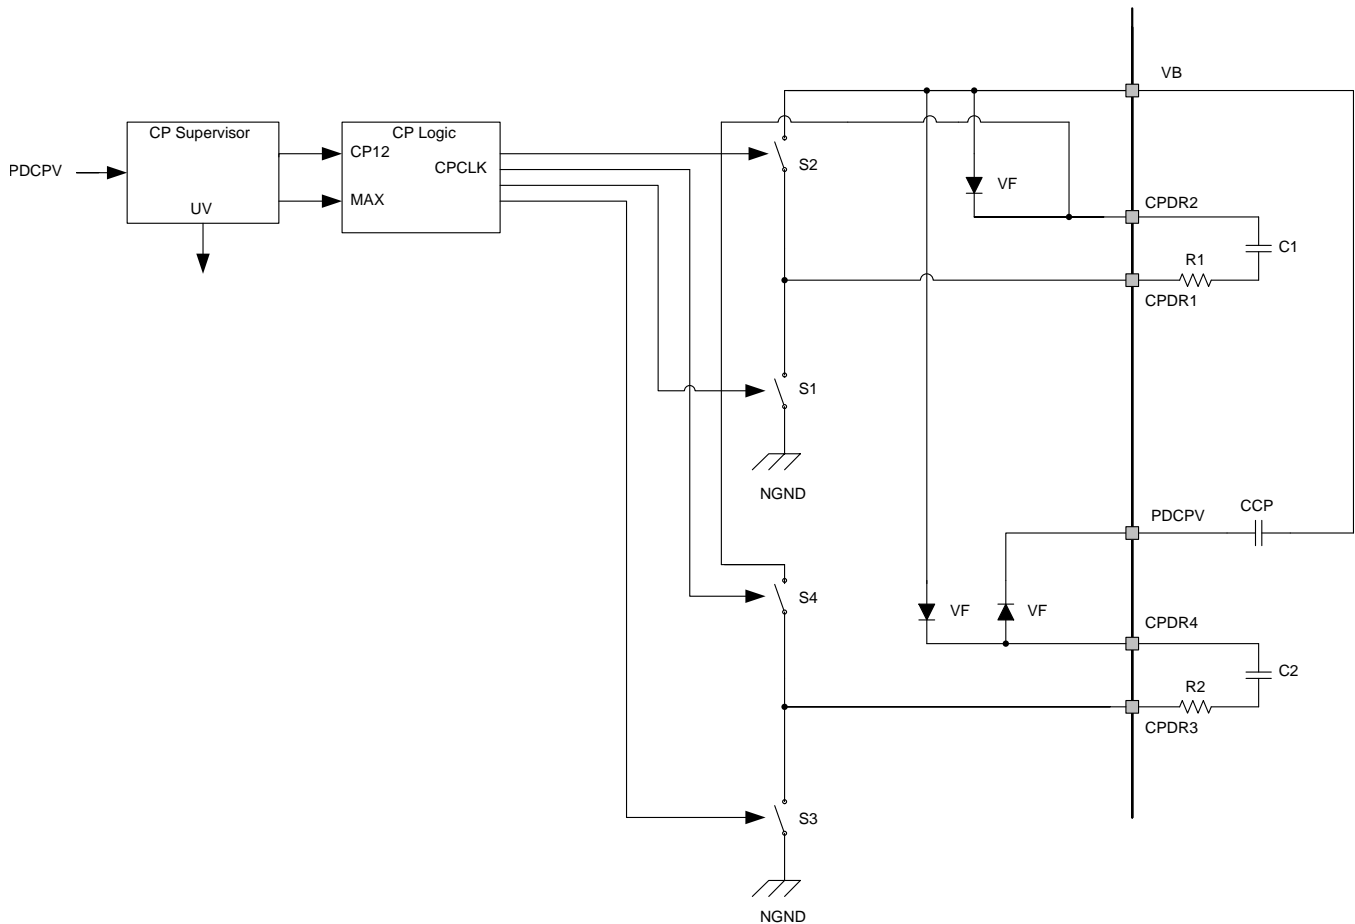 VB
CP Supervisor
CP Logic
CP12
CPCLK
PDCPV
S2
VF
MAX
UV
CPDR2
C1
R1
CPDR1
S1
NGND
CCP
PDCPV
S4
VF
VF
CPDR4
C2
R2
CPDR3
S3
NGND